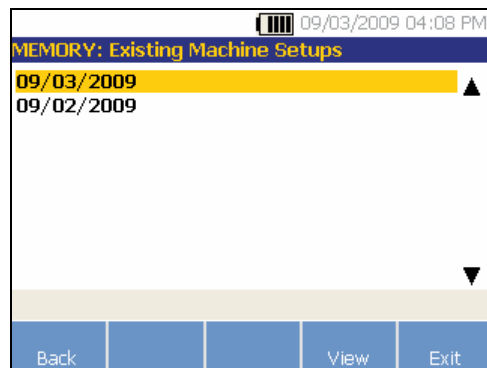 09/03/2009 04:08 PM
MEMORY: Existing Machine Setups
09/03/2009
09/02/2009
Back View Exit